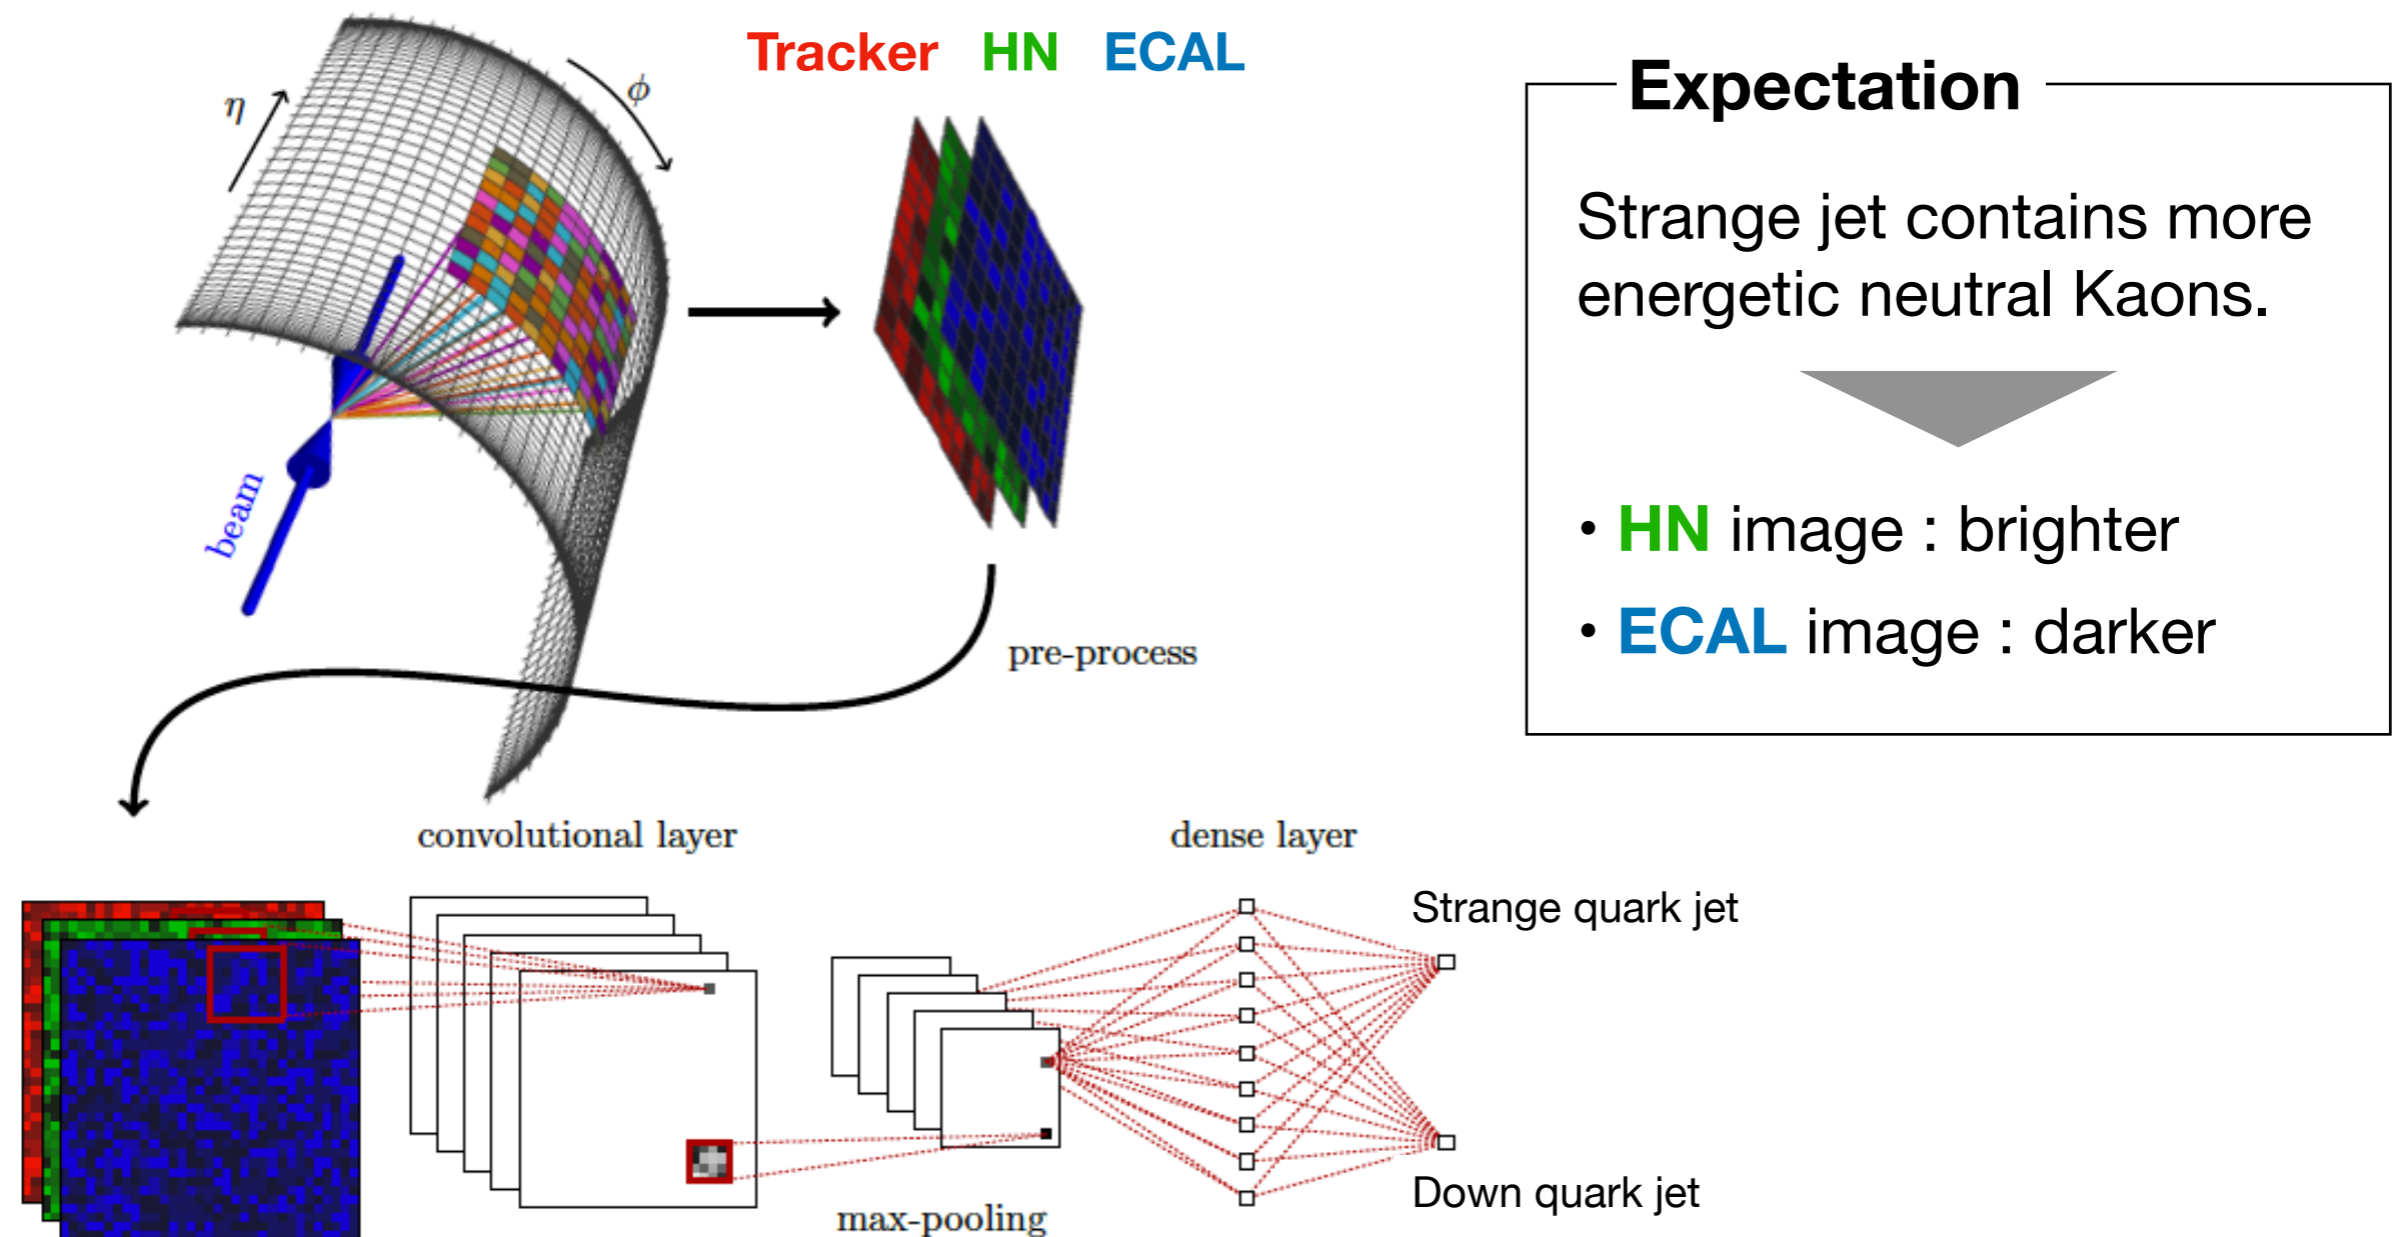 Tracker HN ECAL
η
ϕ
beam
pre-process
Expectation
Strange jet contains more
energetic neutral Kaons.
• HN image : brighter
• ECAL image : darker
convolutional layer
dense layer
Strange quark jet
Down quark jet
max-pooling